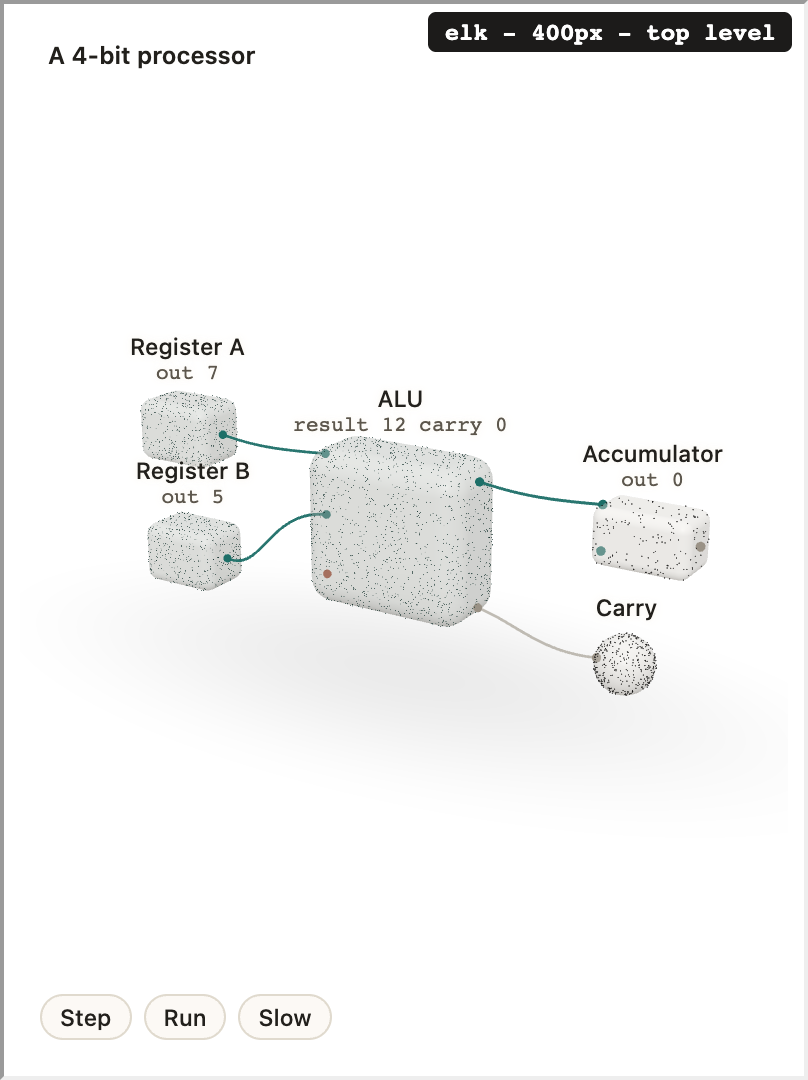 elk – 400px – top level
A 4-bit processor
Register A
out 7
ALU
result 12 carry 0
Register B
out 5
Accumulator
out 0
Carry
Step
Run
Slow